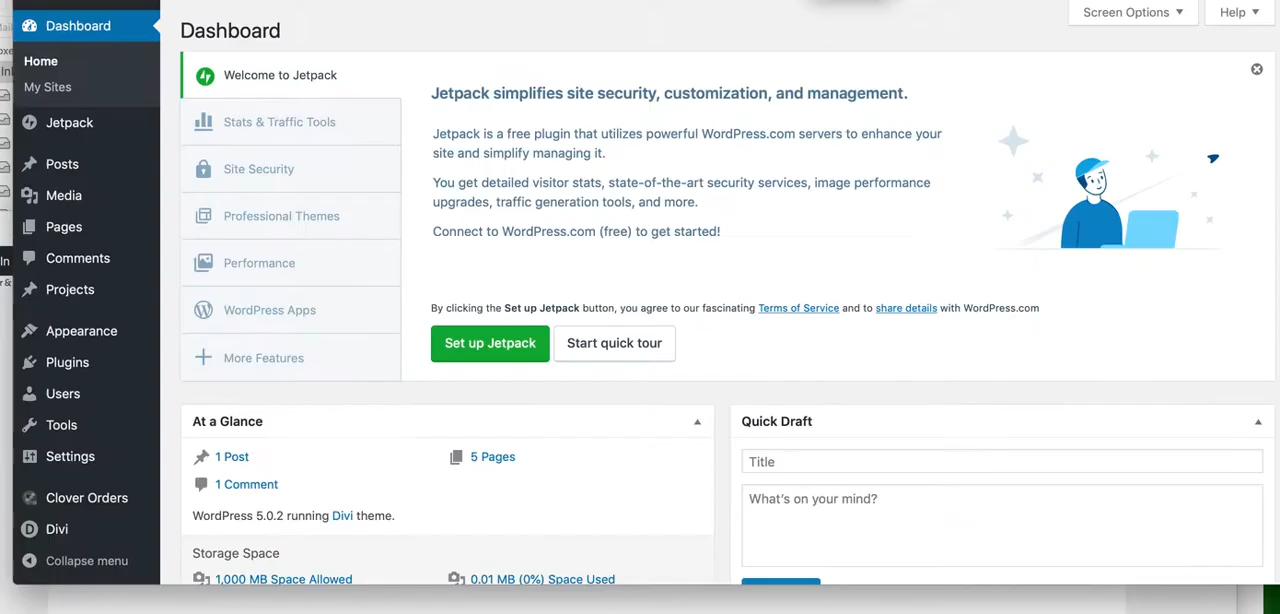 Dashboard
Home
My Sites
Jetpack
Posts
Media
Pages
Comments
Projects
Appearance
Plugins
Users
Tools
Settings
Clover Orders
Divi
Collapse menu
Screen Options
Help
Dashboard
Welcome to Jetpack
Stats & Traffic Tools
Site Security
Professional Themes
Performance
WordPress Apps
More Features
Jetpack simplifies site security, customization, and management.
Jetpack is a free plugin that utilizes powerful WordPress.com servers to enhance your
site and simplify managing it.
You get detailed visitor stats, state-of-the-art security services, image performance
upgrades, traffic generation tools, and more.
Connect to WordPress.com (free) to get started!
By clicking the Set up Jetpack button, you agree to our fascinating Terms of Service and to share details with WordPress.com
Set up Jetpack
Start quick tour
At a Glance
1 Post
5 Pages
1 Comment
WordPress 5.0.2 running Divi theme.
Storage Space
1,000 MB Space Allowed
0.01 MB (0%) Space Used
Quick Draft
Title
What's on your mind?